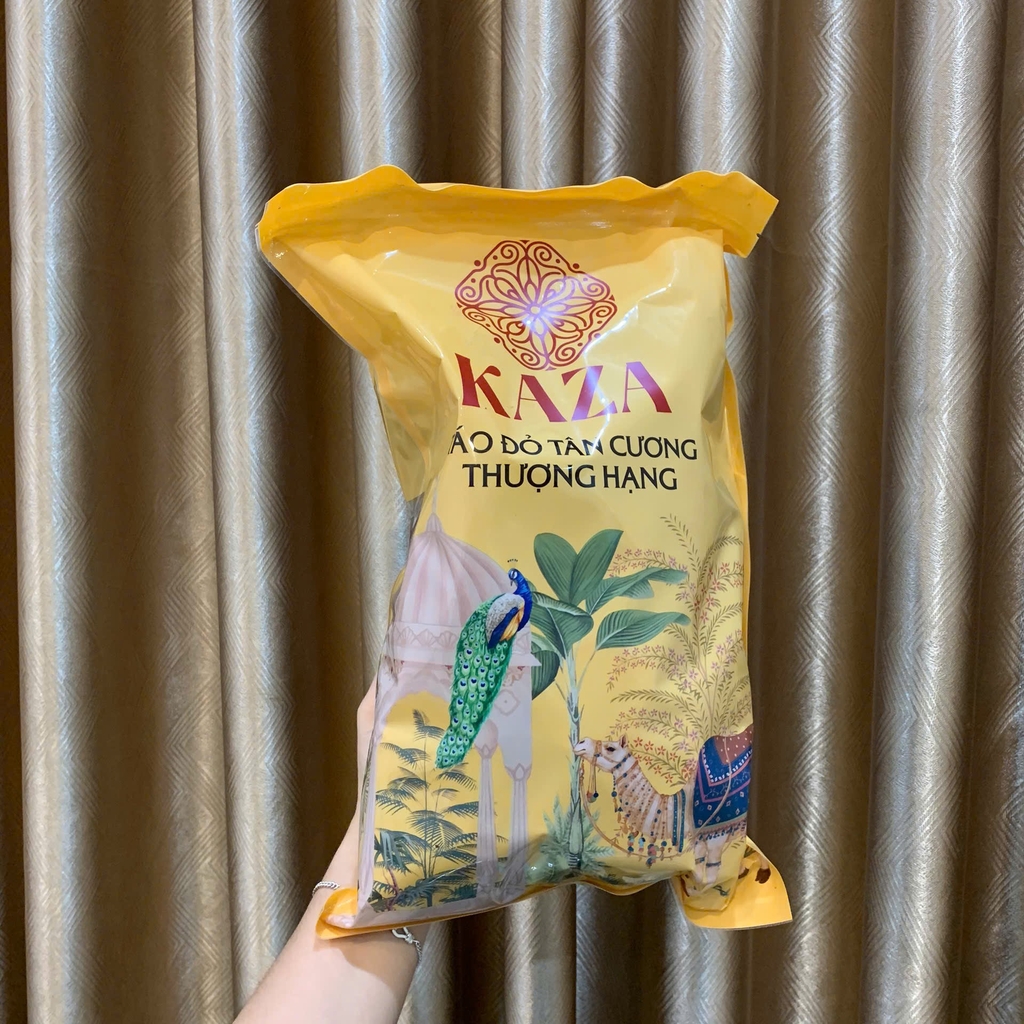 KAZA
ÁO ĐỎ TÂN CƯƠNG
THƯỢNG HẠNG